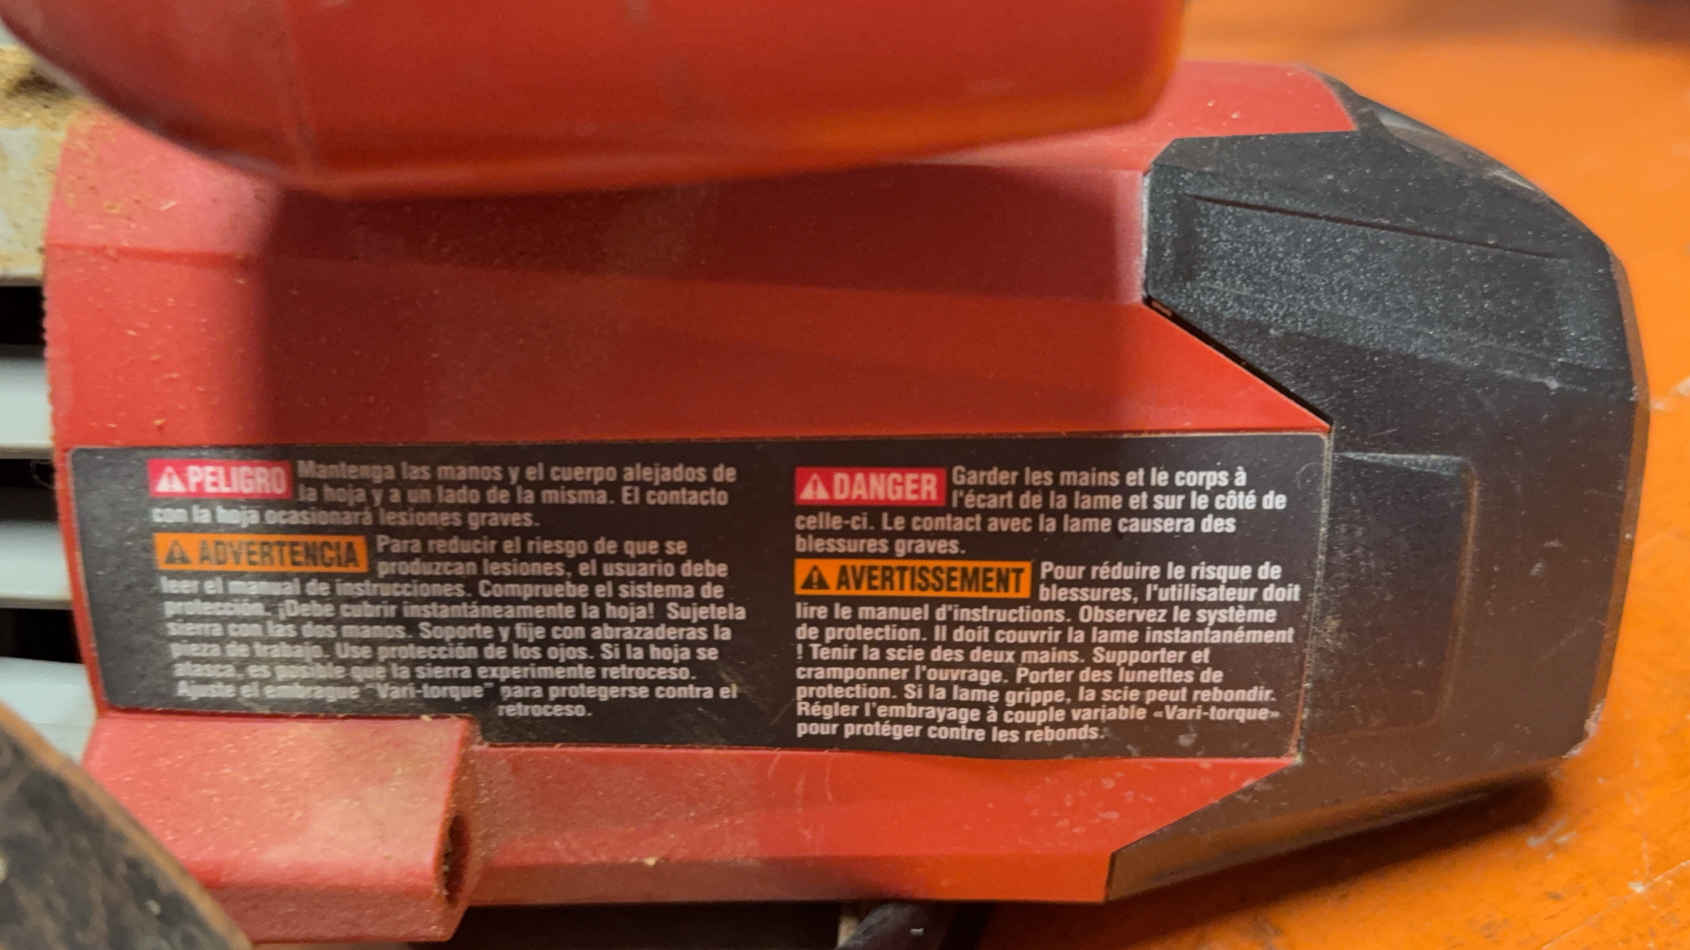 PELIGRO Mantenga las manos y el cuerpo alejados de
la hoja y a un lado de la misma. El contacto
con la hoja ocasionará lesiones graves.
ADVERTENCIA Para reducir el riesgo de que se
produzcan lesiones, el usuario debe
leer el manual de instrucciones. Compruebe el sistema de
protección. ¡Debe cubrir instantáneamente la hoja! Sujetela
sierra con las dos manos. Soporte y fije con abrazaderas la
pieza de trabajo. Use protección de los ojos. Si la hoja se
atasca, es posible que la sierra experimente retroceso.
Ajuste el embrague "Vari-torque" para protegerse contra el
retroceso.
DANGER Garder les mains et le corps à
l'écart de la lame et sur le côté de
celle-ci. Le contact avec la lame causera des
blessures graves.
AVERTISSEMENT Pour réduire le risque de
blessures, l'utilisateur doit
lire le manuel d'instructions. Observez le système
de protection. Il doit couvrir la lame instantanément
! Tenir la scie des deux mains. Supporter et
cramponner l'ouvrage. Porter des lunettes de
protection. Si la lame grippe, la scie peut rebondir.
Régler l'embrayage à couple variable «Vari-torque»
pour protéger contre les rebonds.